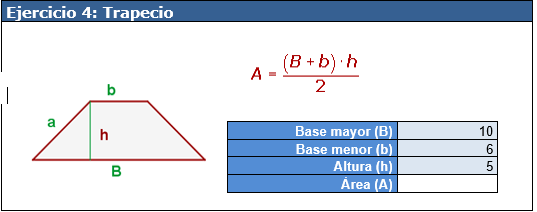 Ejercicio 4: Trapecio
A = (B + b) · h / 2
b
a
h
B
Base mayor (B) 10
Base menor (b) 6
Altura (h) 5
Área (A)